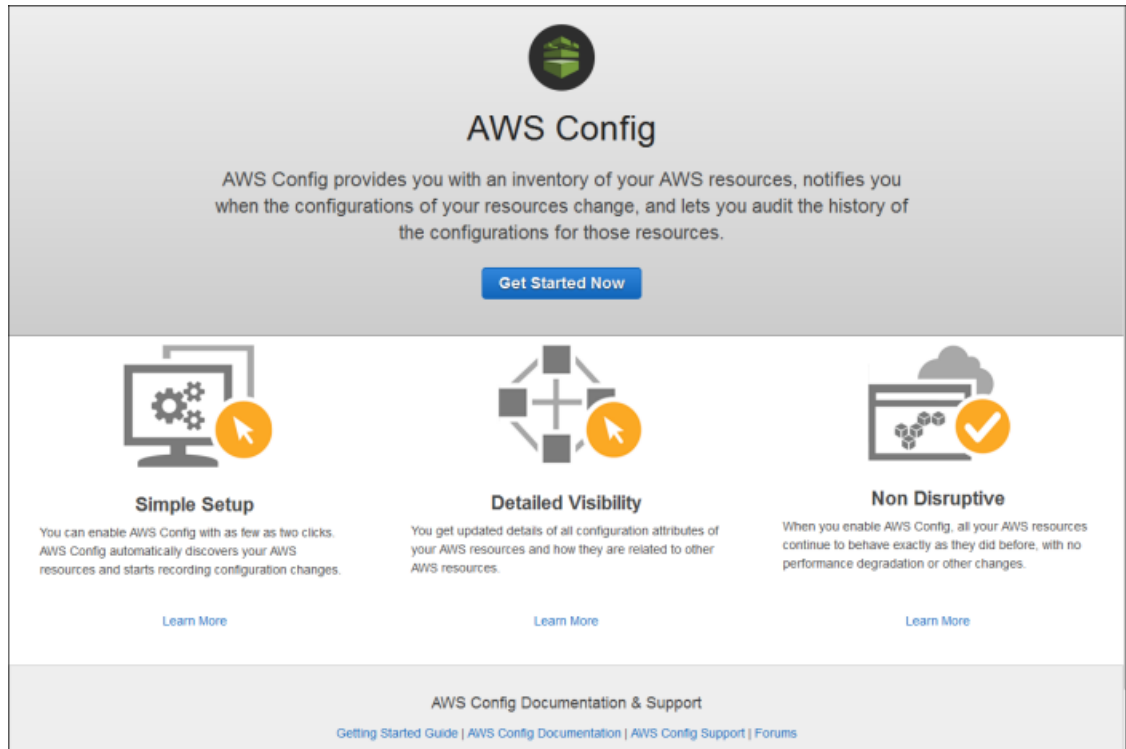 AWS Config
AWS Config provides you with an inventory of your AWS resources, notifies you
when the configurations of your resources change, and lets you audit the history of
the configurations for those resources.
Get Started Now
Simple Setup
You can enable AWS Config with as few as two clicks.
AWS Config automatically discovers your AWS
resources and starts recording configuration changes.
Learn More
Detailed Visibility
You get updated details of all configuration attributes of
your AWS resources and how they are related to other
AWS resources.
Learn More
Non Disruptive
When you enable AWS Config, all your AWS resources
continue to behave exactly as they did before, with no
performance degradation or other changes.
Learn More
AWS Config Documentation & Support
Getting Started Guide | AWS Config Documentation | AWS Config Support | Forums